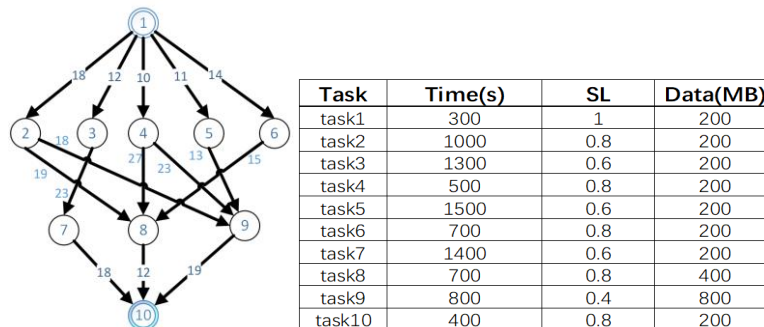 1
18 12 10 11 14
2 3 4 5 6
18 27 23 13 15
19 23
7 8 9
18 12 19
10
Task Time(s) SL Data(MB)
task1 300 1 200
task2 1000 0.8 200
task3 1300 0.6 200
task4 500 0.8 200
task5 1500 0.6 200
task6 700 0.8 200
task7 1400 0.6 200
task8 700 0.8 400
task9 800 0.4 800
task10 400 0.8 200